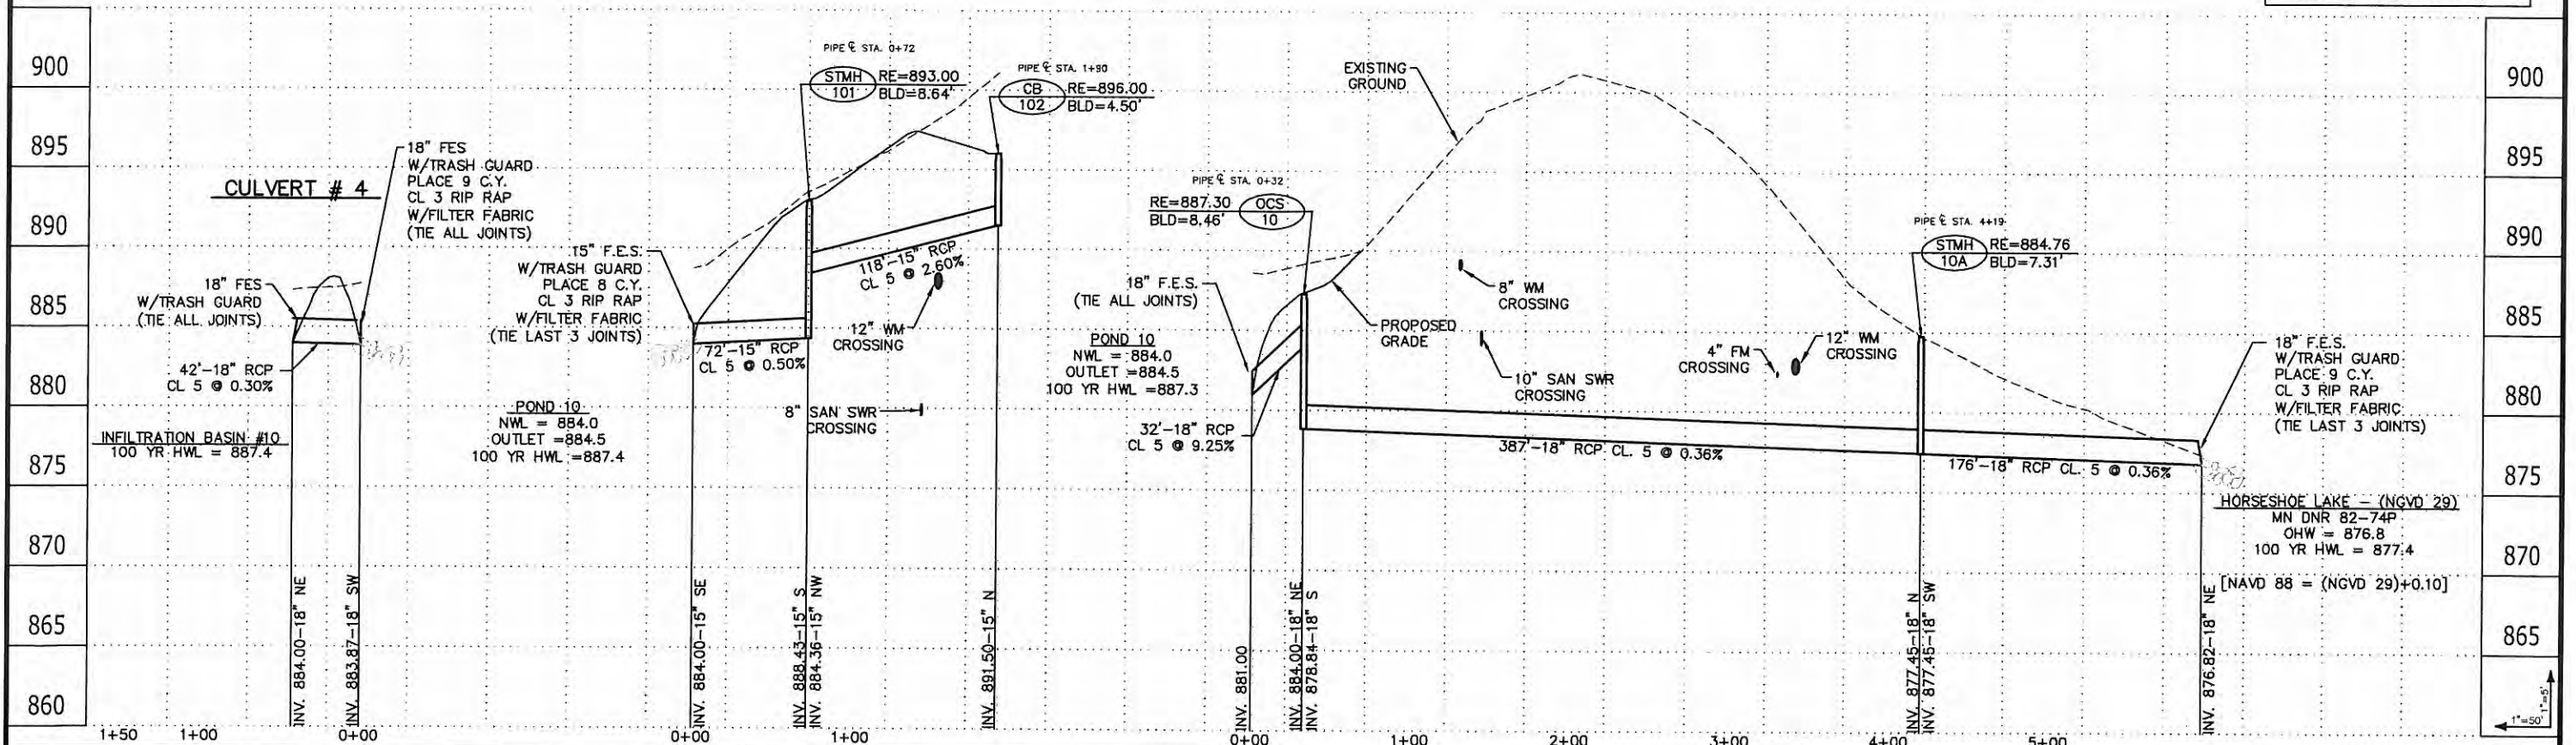 900
895
890
885
880
875
870
865
860
CULVERT # 4
18" FES
W/TRASH GUARD
PLACE 9 C.Y.
CL 3 RIP RAP
W/FILTER FABRIC
(TIE ALL JOINTS)
18" FES
W/TRASH GUARD
(TIE ALL JOINTS)
42'-18" RCP
CL 5 @ 0.30%
INFILTRATION BASIN #10
100 YR HWL = 887.4
INV. 884.00-18" NE
INV. 883.87-18" SW
1+50
1+00
0+00
PIPE ℄ STA. 0+72
STMH
101
RE=893.00
BLD=8.64'
PIPE ℄ STA. 1+90
CB
102
RE=896.00
BLD=4.50'
15" F.E.S.
W/TRASH GUARD
PLACE 8 C.Y.
CL 3 RIP RAP
W/FILTER FABRIC
(TIE LAST 3 JOINTS)
118'-15" RCP
CL 5 @ 2.60%
12" WM
CROSSING
72'-15" RCP
CL 5 @ 0.50%
8" SAN SWR
CROSSING
POND 10
NWL = 884.0
OUTLET =884.5
100 YR HWL =887.4
INV. 884.00-15" SE
INV. 888.43-15" S
INV. 884.36-15" NW
INV. 891.50-15" N
0+00
1+00
EXISTING
GROUND
PIPE ℄ STA. 0+32
RE=887.30
BLD=8.46'
OCS
10
18" F.E.S.
(TIE ALL JOINTS)
POND 10
NWL = 884.0
OUTLET =884.5
100 YR HWL =887.3
32'-18" RCP
CL 5 @ 9.25%
PROPOSED
GRADE
8" WM
CROSSING
10" SAN SWR
CROSSING
4" FM
CROSSING
12" WM
CROSSING
PIPE ℄ STA. 4+19
STMH
10A
RE=884.76
BLD=7.31'
387'-18" RCP CL. 5 @ 0.36%
176'-18" RCP CL. 5 @ 0.36%
18" F.E.S.
W/TRASH GUARD
PLACE 9 C.Y.
CL 3 RIP RAP
W/FILTER FABRIC
(TIE LAST 3 JOINTS)
HORSESHOE LAKE - (NGVD 29)
MN DNR 82-74P
OHW = 876.8
100 YR HWL = 877.4
[NAVD 88 = (NGVD 29)+0.10]
INV. 881.00
INV. 884.00-18" NE
INV. 878.84-18" S
INV. 877.45-18" N
INV. 877.45-18" SW
INV. 876.82-18" NE
0+00
1+00
2+00
3+00
4+00
5+00
900
895
890
885
880
875
870
865
1"=5'
1"=50'